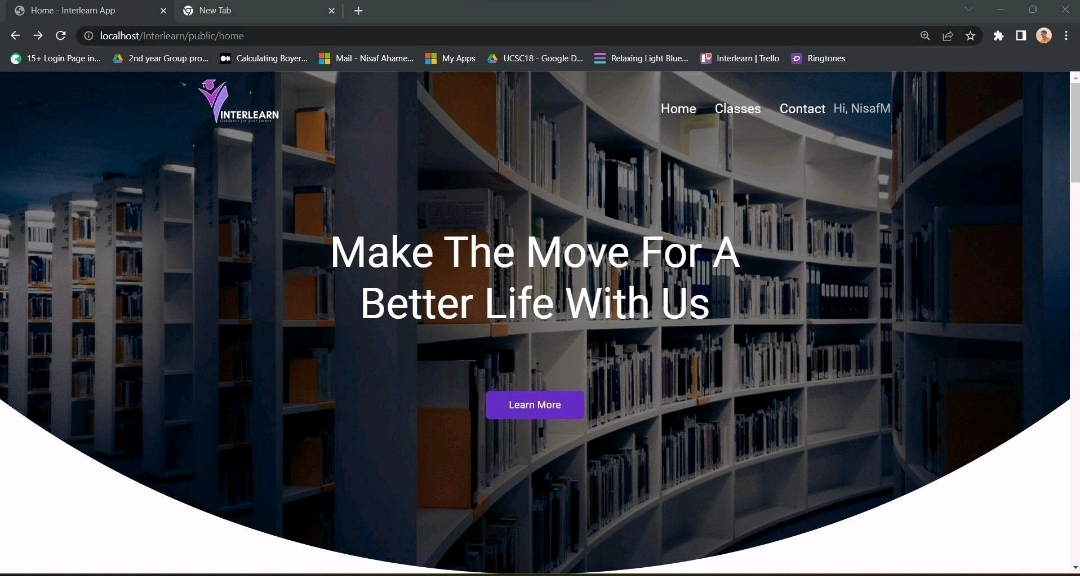 Home - Interlearn App
New Tab
localhost/Interlearn/public/home
15+ Login Page in...
2nd year Group pro...
Calculating Boyer...
Mail - Nisaf Ahame...
My Apps
UCSC18 - Google D...
Relaxing Light Blue...
Interlearn | Trello
Ringtones
INTERLEARN
Home
Classes
Contact
Hi, NisafM
Make The Move For A
Better Life With Us
Learn More